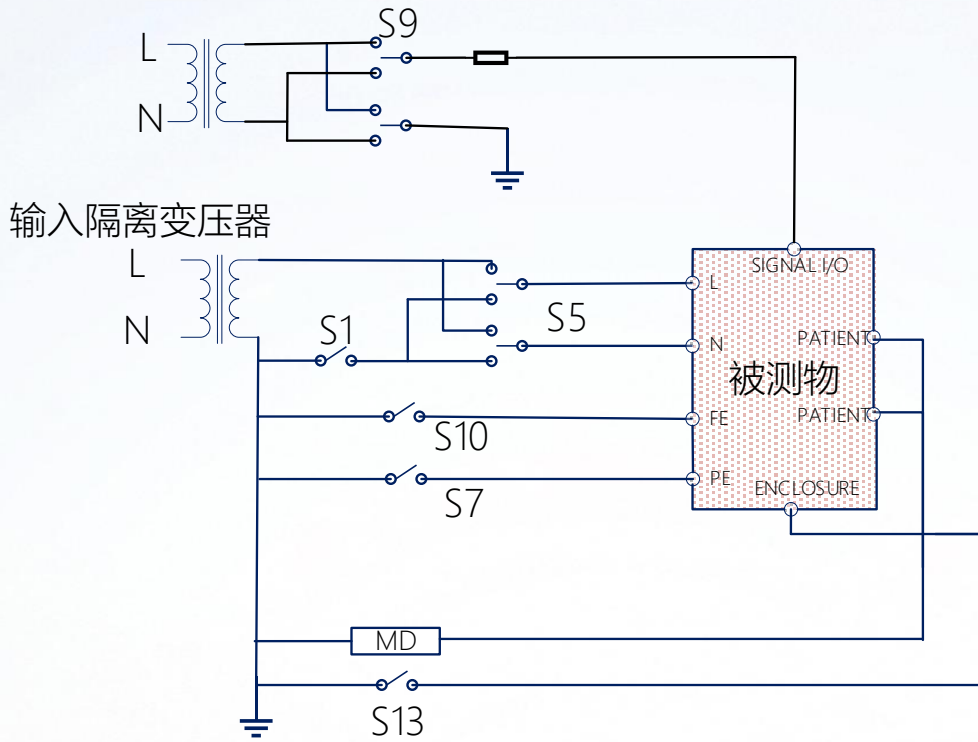 S9
L
N
输入隔离变压器
L
N
S1
S5
SIGNAL I/O
L
N
PATIENT
被测物
PATIENT
FE
S10
PE
ENCLOSURE
S7
MD
S13